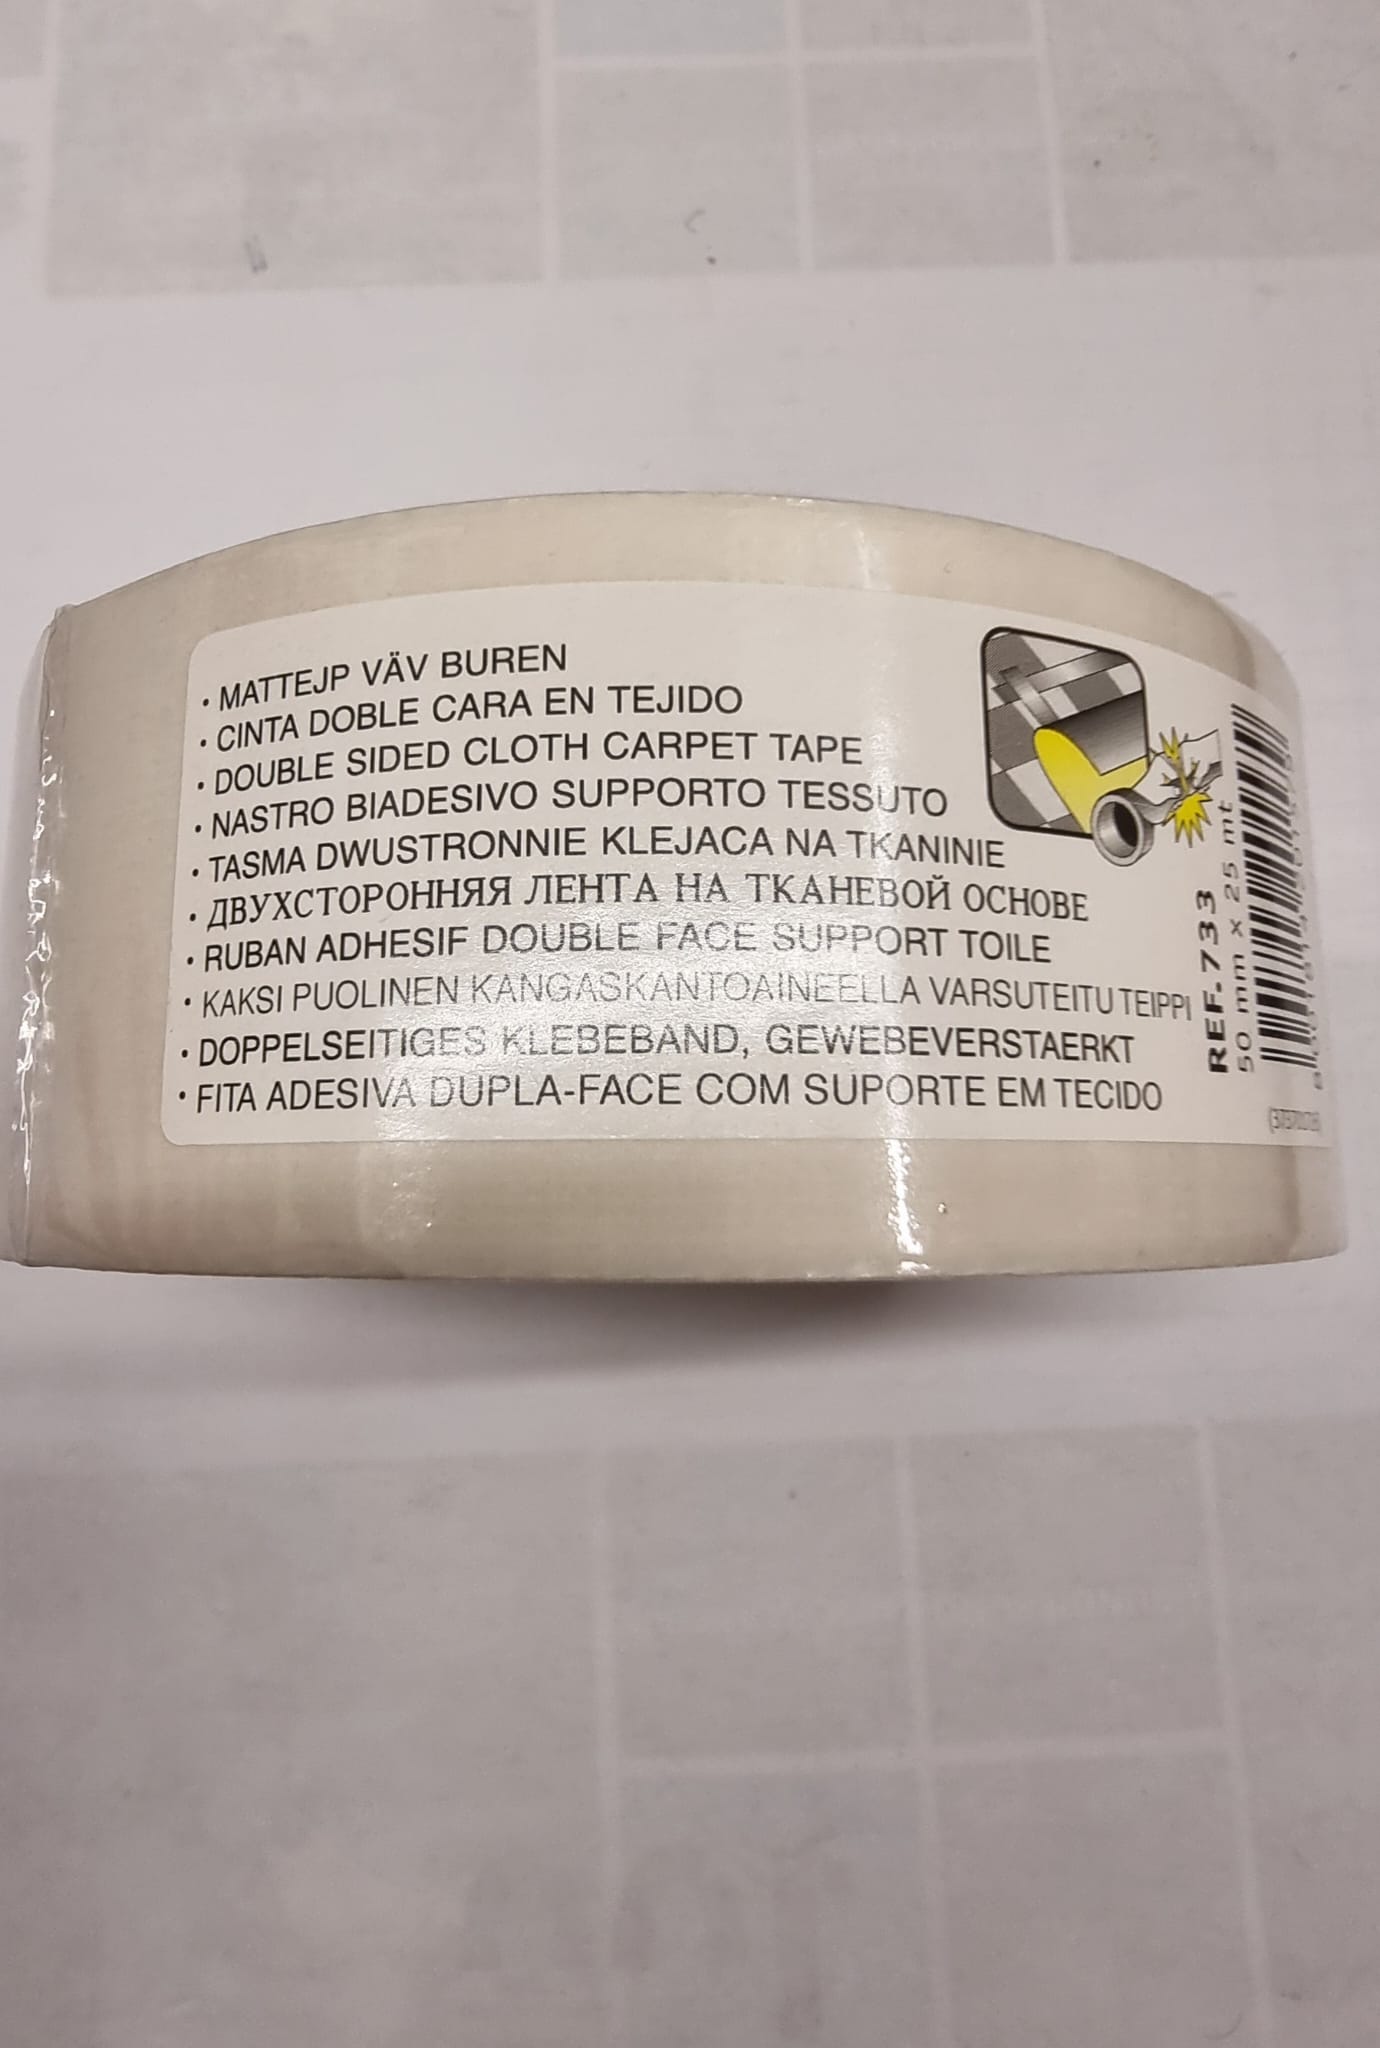 • MATTEJP VÄV BUREN
• CINTA DOBLE CARA EN TEJIDO
• DOUBLE SIDED CLOTH CARPET TAPE
• NASTRO BIADESIVO SUPPORTO TESSUTO
• TASMA DWUSTRONNIE KLEJACA NA TKANINIE
• ДВУХСТОРОННЯЯ ЛЕНТА НА ТКАНЕВОЙ ОСНОВЕ
• RUBAN ADHESIF DOUBLE FACE SUPPORT TOILE
• KAKSI PUOLINEN KANGASKANTOAINEELLA VARSUTEITU TEIPPI
• DOPPELSEITIGES KLEBEBAND, GEWEBEVERSTAERKT
• FITA ADESIVA DUPLA-FACE COM SUPORTE EM TECIDO
REF. 733
50 mm x 25 mt